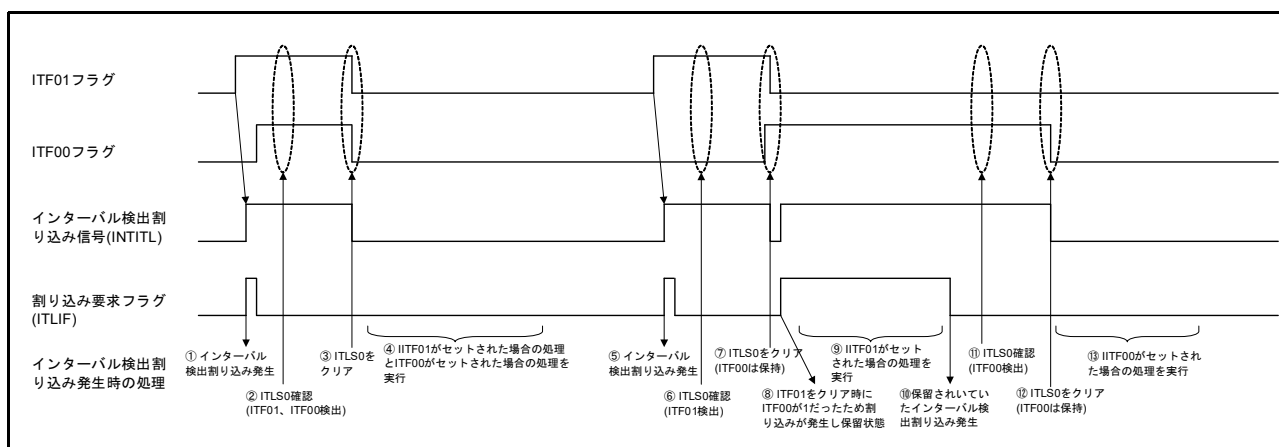 ITF01フラグ
ITF00フラグ
インターバル検出割
り込み信号(INTITL)
割り込み要求フラグ
(ITLIF)
インターバル検出割
り込み発生時の処理
① インターバル
検出割り込み発生
② ITLS0確認
(ITF01、ITF00検出)
③ ITLS0を
クリア
④ IITF01がセットされた場合の処理
とITF00がセットされた場合の処理を
実行
⑤ インターバル
検出割り込み発生
⑥ ITLS0確認
(ITF01検出)
⑦ ITLS0をクリア
(ITF00は保持)
⑧ ITF01をクリア時に
ITF00が1だったため割
り込みが発生し保留状態
⑨ IITF01がセット
された場合の処理を
実行
⑩保留されいてい
たインターバル検
出割り込み発生
⑪ ITLS0確認
(ITF00検出)
⑫ ITLS0をクリア
(ITF00は保持)
⑬ IITF00がセットされ
た場合の処理を実行